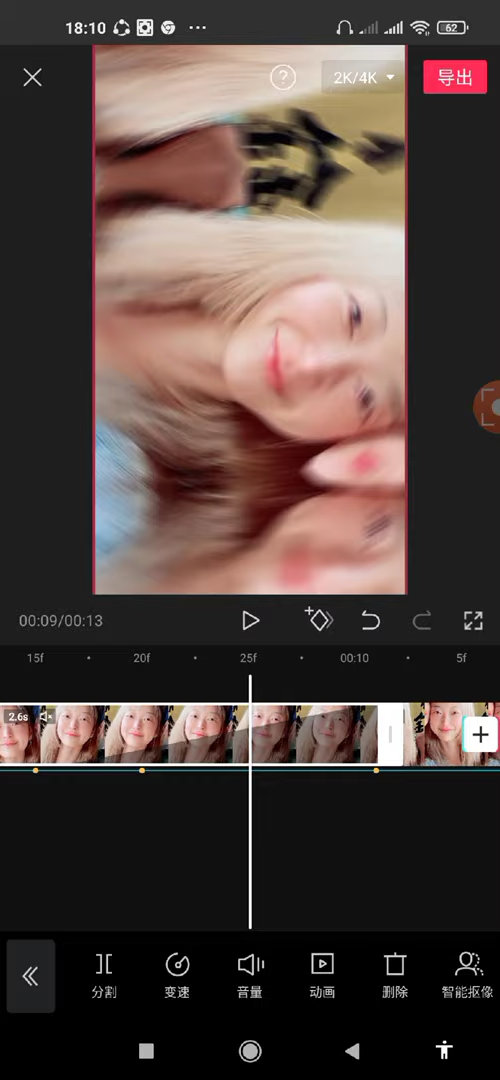 18:10
62
2K/4K
导出
00:09/00:13
15f
20f
25f
00:10
5f
2.6s
分割
变速
音量
动画
删除
智能抠像